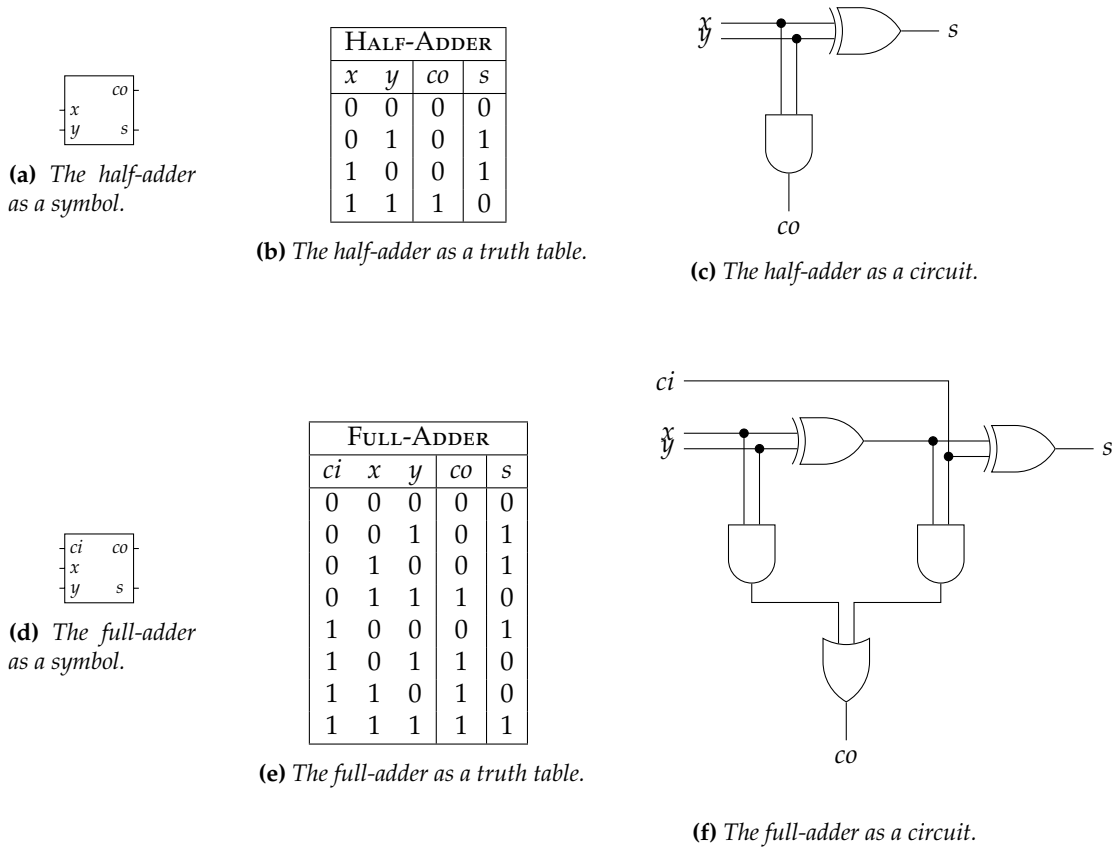 co
x
y s
(a) The half-adder
as a symbol.
HALF-ADDER
x y co s
0 0 0 0
0 1 0 1
1 0 0 1
1 1 1 0
(b) The half-adder as a truth table.
x
y
s
co
(c) The half-adder as a circuit.
ci co
x
y s
(d) The full-adder
as a symbol.
FULL-ADDER
ci x y co s
0 0 0 0 0
0 0 1 0 1
0 1 0 0 1
0 1 1 1 0
1 0 0 0 1
1 0 1 1 0
1 1 0 1 0
1 1 1 1 1
(e) The full-adder as a truth table.
ci
x
y
s
co
(f) The full-adder as a circuit.